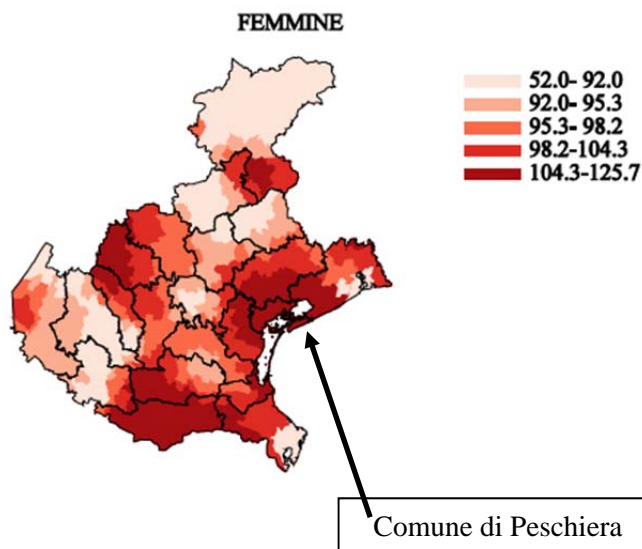 FEMMINE
52.0- 92.0
92.0- 95.3
95.3- 98.2
98.2-104.3
104.3-125.7
Comune di Peschiera